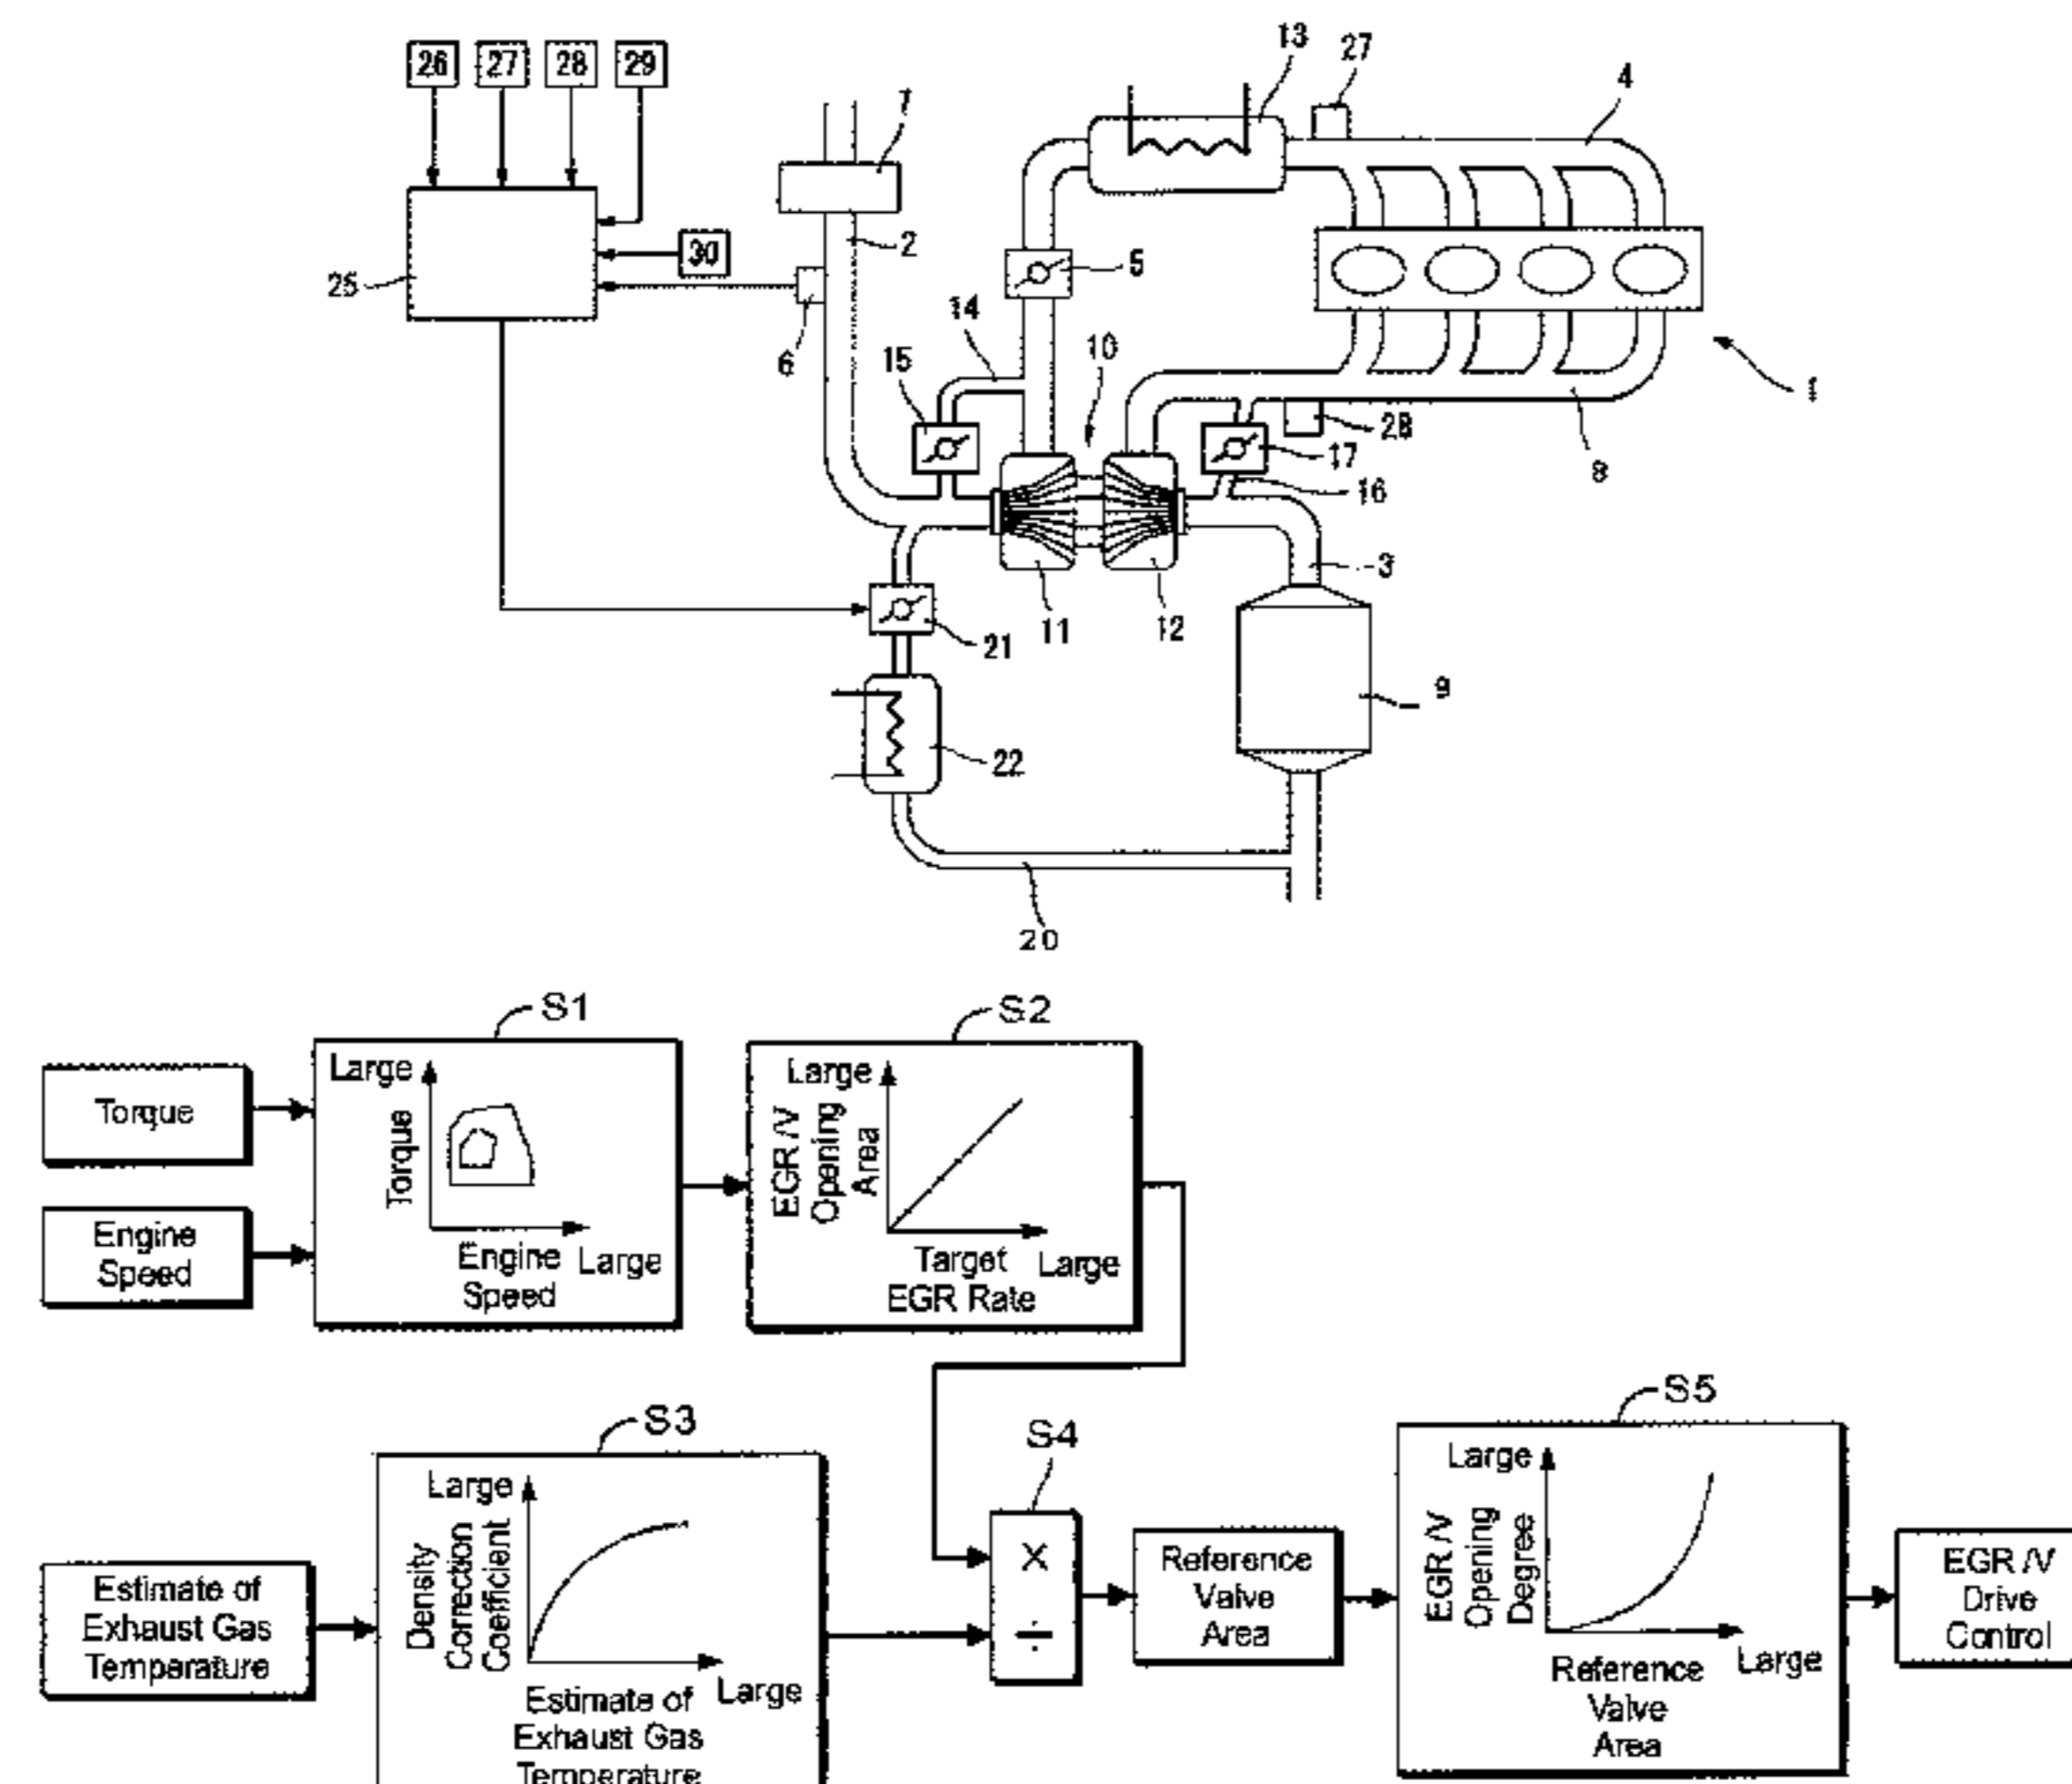 13
27
4
26
27
28
29
7
2
30
5
25
14
6
15
10
1
28
17
8
16
3
11
12
21
9
22
20
S1
S2
Large
Torque
Engine
Speed
Large
Large
EGR /V
Opening
Area
Target
EGR Rate
Large
Torque
Engine
Speed
S3
S4
S5
Large
Density
Correction
Coefficient
Estimate of
Exhaust Gas
Temperature
Large
Estimate of
Exhaust Gas
Temperature
×
÷
Reference
Valve
Area
Large
EGR /V
Opening
Degree
Reference
Valve
Area
Large
EGR /V
Drive
Control